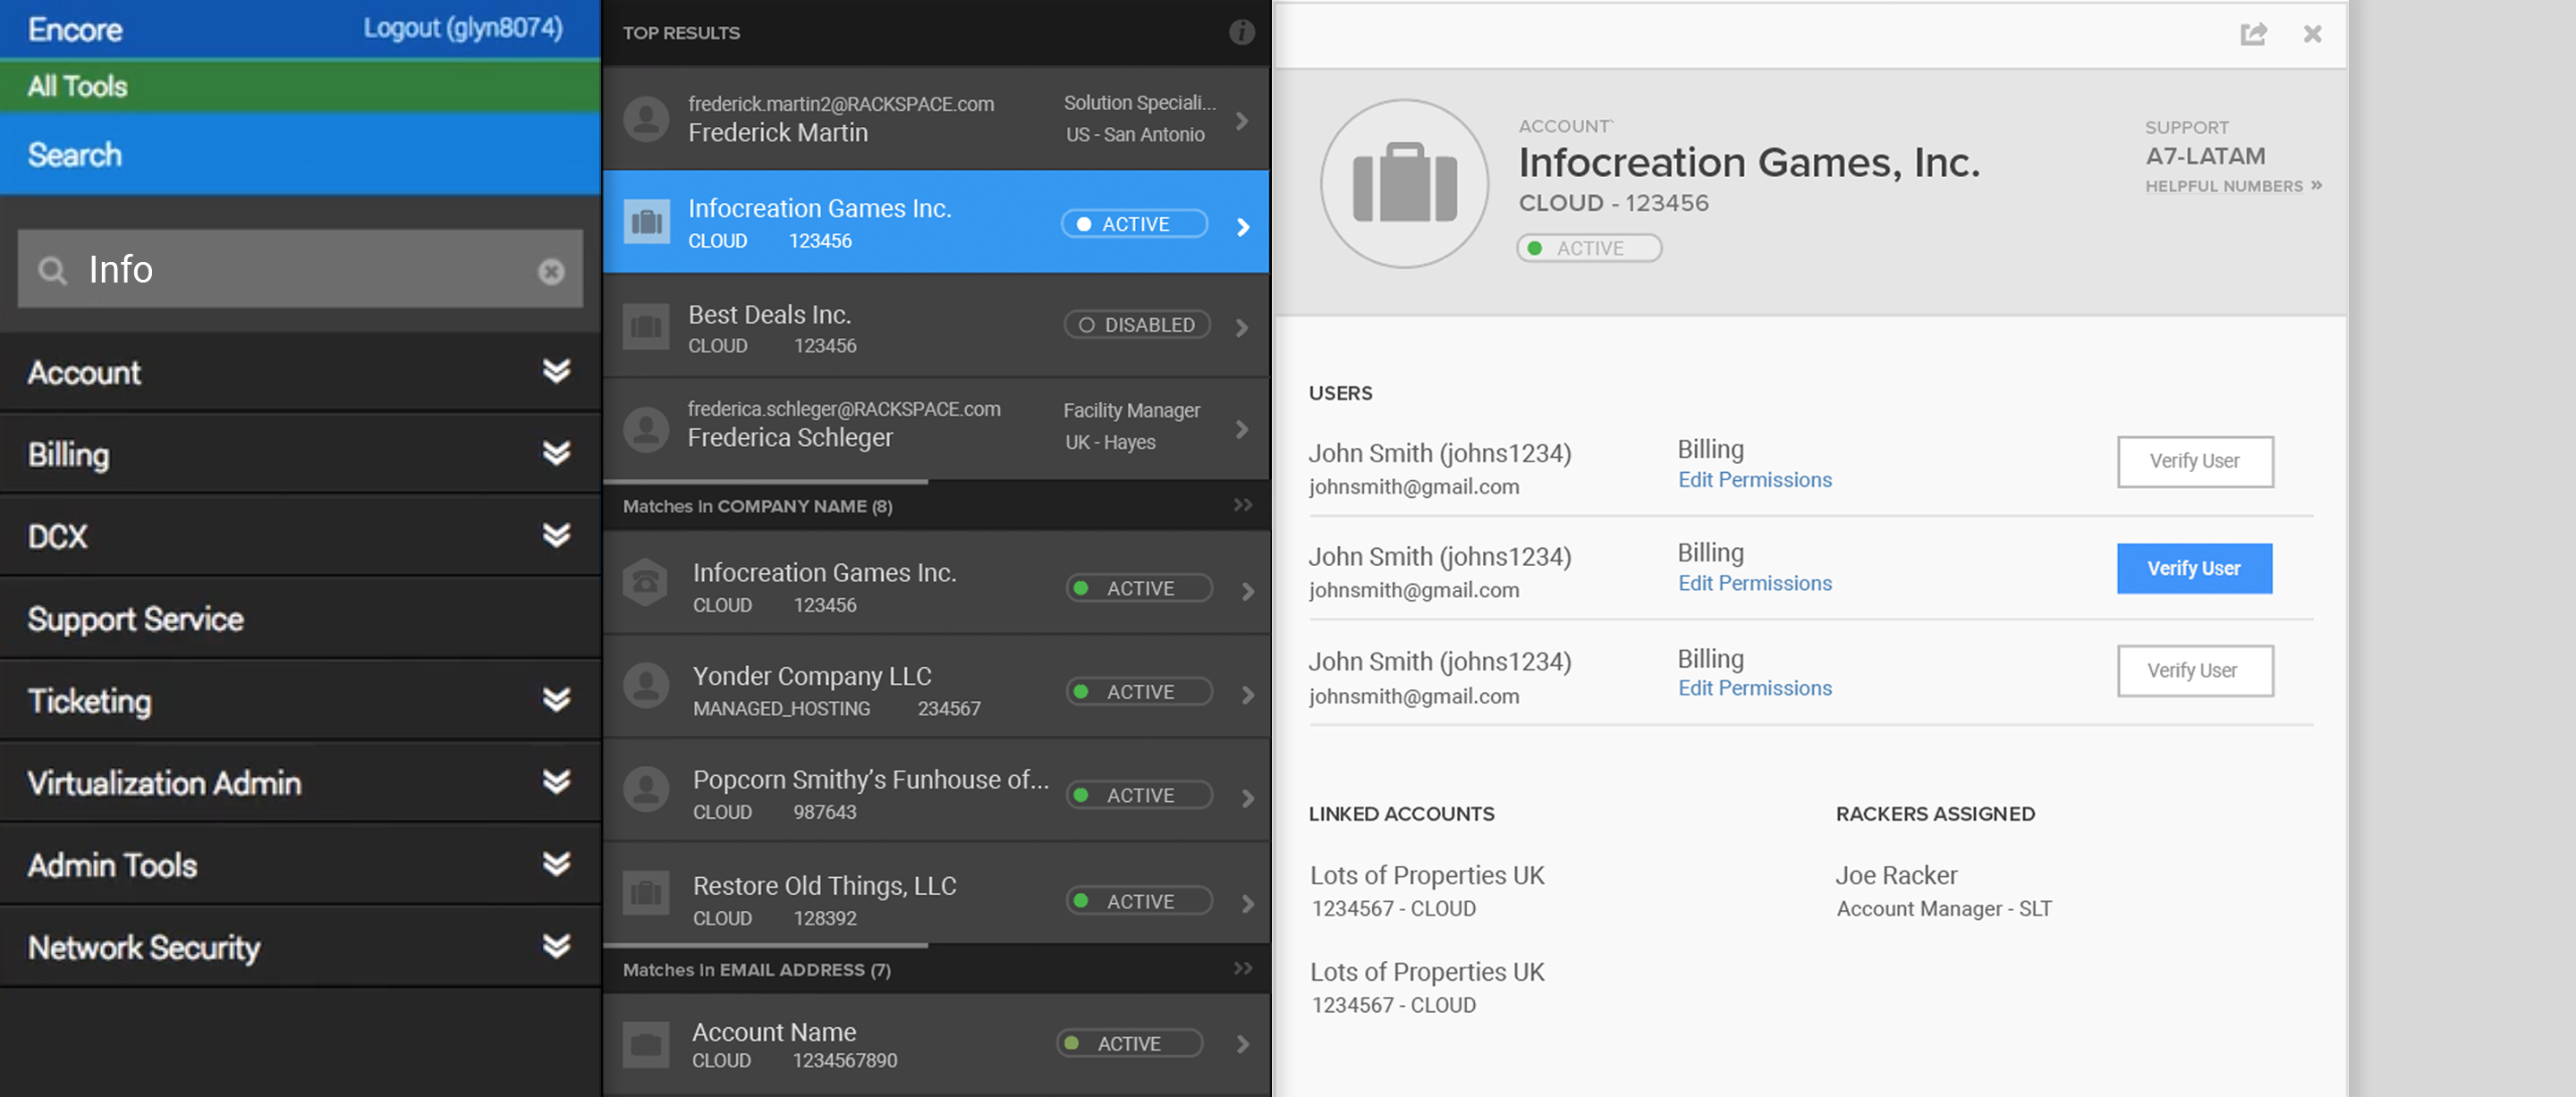 Encore
Logout (glyn8074)
All Tools
Search
Info
Account
Billing
DCX
Support Service
Ticketing
Virtualization Admin
Admin Tools
Network Security
TOP RESULTS
frederick.martin2@RACKSPACE.com
Solution Speciali...
Frederick Martin
US - San Antonio
Infocreation Games Inc.
ACTIVE
CLOUD 123456
Best Deals Inc.
DISABLED
CLOUD 123456
frederica.schleger@RACKSPACE.com
Facility Manager
Frederica Schleger
UK - Hayes
Matches In COMPANY NAME (8)
Infocreation Games Inc.
ACTIVE
CLOUD 123456
Yonder Company LLC
ACTIVE
MANAGED_HOSTING 234567
Popcorn Smithy’s Funhouse of...
ACTIVE
CLOUD 987643
Restore Old Things, LLC
ACTIVE
CLOUD 128392
Matches In EMAIL ADDRESS (7)
Account Name
ACTIVE
CLOUD 1234567890
ACCOUNT`
Infocreation Games, Inc.
CLOUD - 123456
ACTIVE
SUPPORT
A7-LATAM
HELPFUL NUMBERS »
USERS
John Smith (johns1234)
johnsmith@gmail.com
Billing
Edit Permissions
Verify User
John Smith (johns1234)
johnsmith@gmail.com
Billing
Edit Permissions
Verify User
John Smith (johns1234)
johnsmith@gmail.com
Billing
Edit Permissions
Verify User
LINKED ACCOUNTS
Lots of Properties UK
1234567 - CLOUD
Lots of Properties UK
1234567 - CLOUD
RACKERS ASSIGNED
Joe Racker
Account Manager - SLT